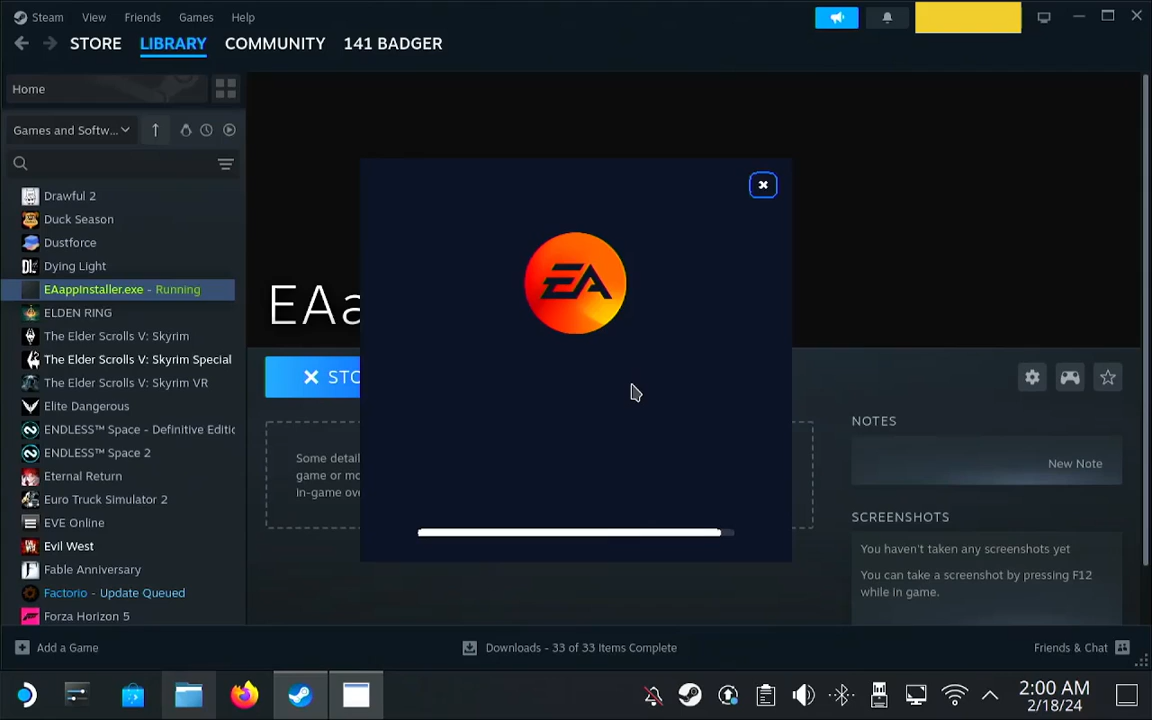 Steam View Friends Games Help
STORE LIBRARY COMMUNITY 141 BADGER
Home
Games and Softw...
Drawful 2
Duck Season
Dustforce
Dying Light
EAappInstaller.exe - Running
ELDEN RING
The Elder Scrolls V: Skyrim
The Elder Scrolls V: Skyrim Special
The Elder Scrolls V: Skyrim VR
Elite Dangerous
ENDLESS™ Space - Definitive Editic
ENDLESS™ Space 2
Eternal Return
Euro Truck Simulator 2
EVE Online
Evil West
Fable Anniversary
Factorio - Update Queued
Forza Horizon 5
EAa
EA
STO
Some detail
game or mo
in-game ove
NOTES
New Note
SCREENSHOTS
You haven't taken any screenshots yet
You can take a screenshot by pressing F12
while in game.
Add a Game
Downloads - 33 of 33 Items Complete
Friends & Chat
2:00 AM
2/18/24